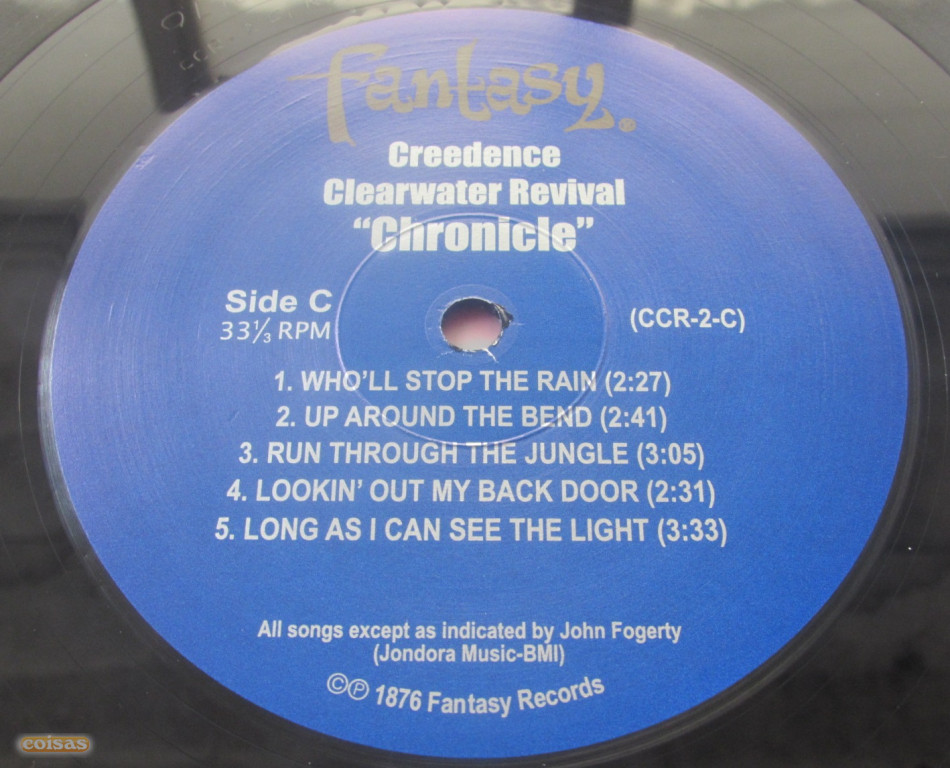 fantasy®
Creedence
Clearwater Revival
“Chronicle”
Side C
33⅓ RPM
(CCR-2-C)
1. WHO’LL STOP THE RAIN (2:27)
2. UP AROUND THE BEND (2:41)
3. RUN THROUGH THE JUNGLE (3:05)
4. LOOKIN’ OUT MY BACK DOOR (2:31)
5. LONG AS I CAN SEE THE LIGHT (3:33)
All songs except as indicated by John Fogerty
(Jondora Music-BMI)
©℗ 1876 Fantasy Records
coisas